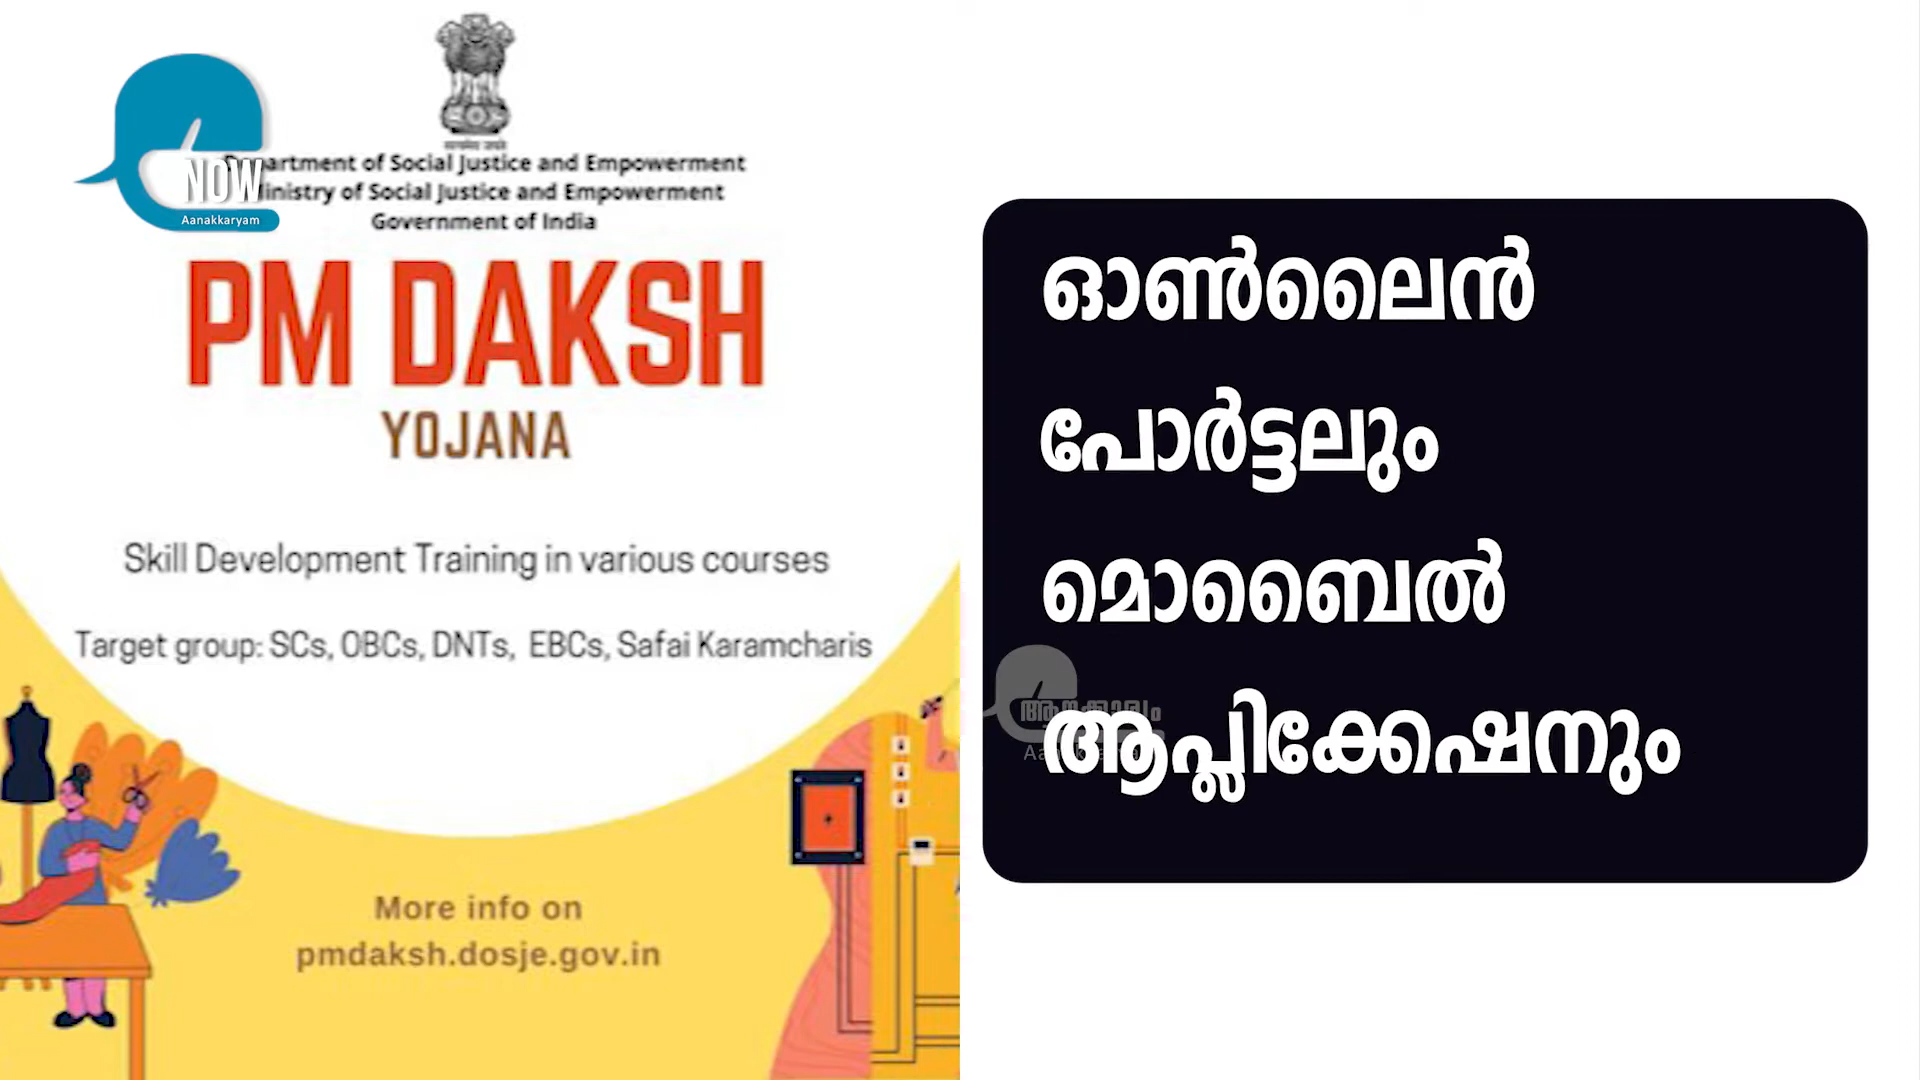 NOW
Aanakkaryam
Department of Social Justice and Empowerment
Ministry of Social Justice and Empowerment
Government of India
PM DAKSH
YOJANA
Skill Development Training in various courses
Target group: SCs, OBCs, DNTs, EBCs, Safai Karamcharis
More info on
pmdaksh.dosje.gov.in
ഓൺലൈൻ
പോർട്ടലും
മൊബൈൽ
ആപ്ലിക്കേഷനും